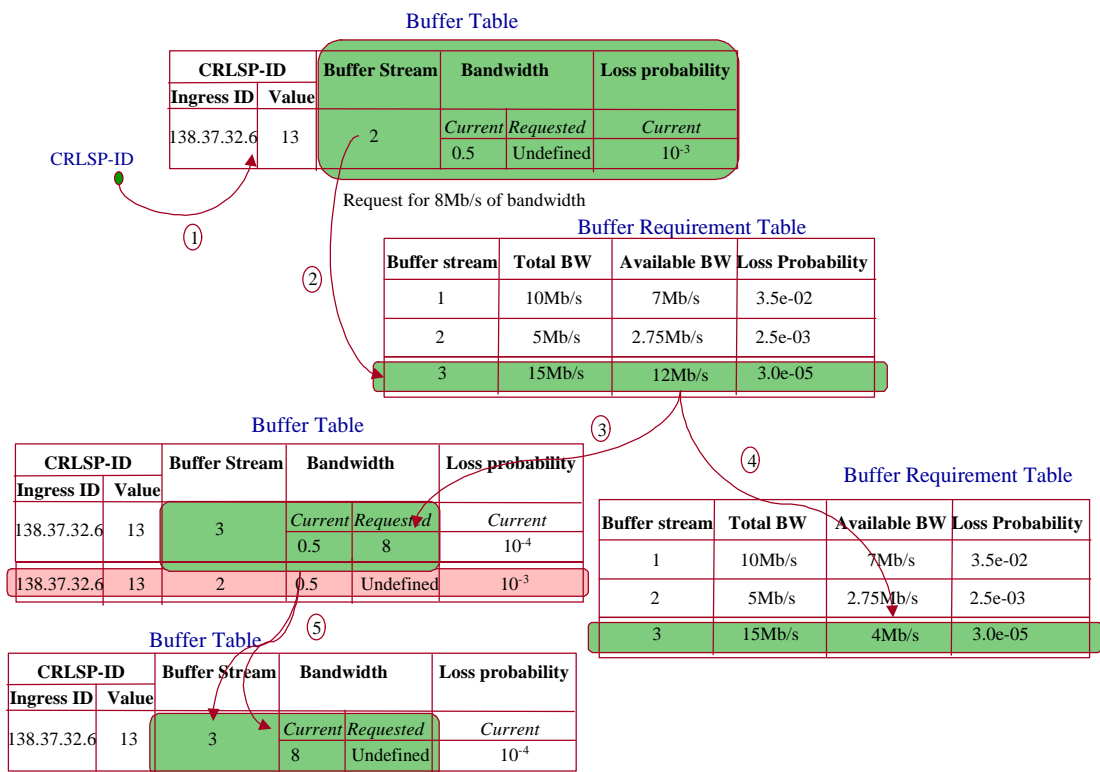 Buffer Table
CRLSP-ID Buffer Stream Bandwidth Loss probability
Ingress ID Value
138.37.32.6 13 2 Current Requested Current
0.5 Undefined 10-3
CRLSP-ID
1
Request for 8Mb/s of bandwidth
2
Buffer Requirement Table
Buffer stream Total BW Available BW Loss Probability
1 10Mb/s 7Mb/s 3.5e-02
2 5Mb/s 2.75Mb/s 2.5e-03
3 15Mb/s 12Mb/s 3.0e-05
3
4
Buffer Table
CRLSP-ID Buffer Stream Bandwidth Loss probability
Ingress ID Value
138.37.32.6 13 3 Current Requested Current
0.5 8 10-4
138.37.32.6 13 2 0.5 Undefined 10-3
Buffer Requirement Table
Buffer stream Total BW Available BW Loss Probability
1 10Mb/s 7Mb/s 3.5e-02
2 5Mb/s 2.75Mb/s 2.5e-03
3 15Mb/s 4Mb/s 3.0e-05
5
Buffer Table
CRLSP-ID Buffer Stream Bandwidth Loss probability
Ingress ID Value
138.37.32.6 13 3 Current Requested Current
8 Undefined 10-4